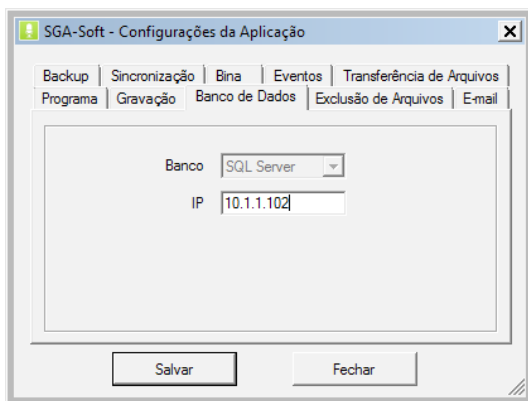 SGA-Soft - Configurações da Aplicação
Backup Sincronização Bina Eventos Transferência de Arquivos
Programa Gravação Banco de Dados Exclusão de Arquivos E-mail
Banco SQL Server
IP 10.1.1.102
Salvar Fechar